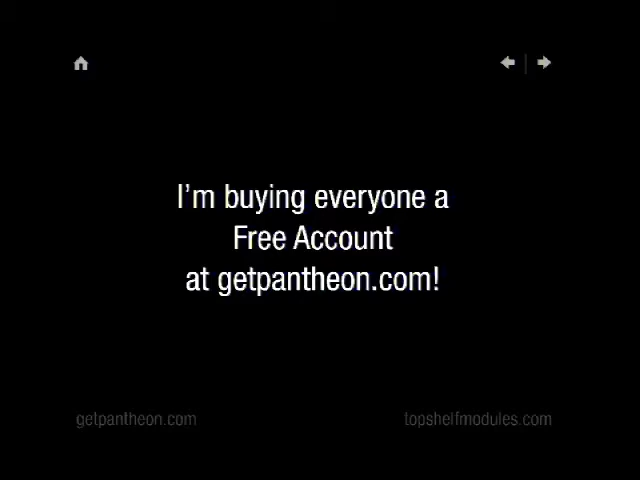 I'm buying everyone a
Free Account
at getpantheon.com!
getpantheon.com
topshelfmodules.com